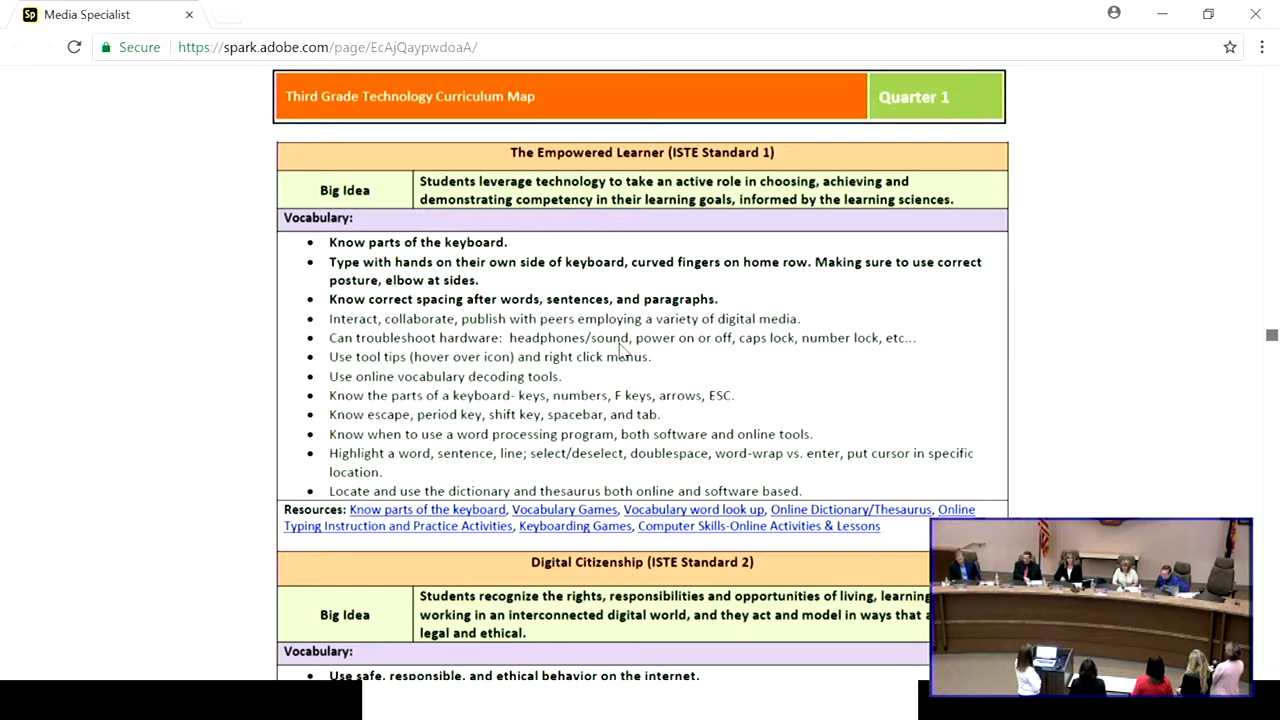 Media Specialist
Secure
https://spark.adobe.com/page/EcAjQaypwdoaA/
Third Grade Technology Curriculum Map
Quarter 1
The Empowered Learner (ISTE Standard 1)
Big Idea
Students leverage technology to take an active role in choosing, achieving and
demonstrating competency in their learning goals, informed by the learning sciences.
Vocabulary:
• Know parts of the keyboard.
• Type with hands on their own side of keyboard, curved fingers on home row. Making sure to use correct
posture, elbow at sides.
• Know correct spacing after words, sentences, and paragraphs.
• Interact, collaborate, publish with peers employing a variety of digital media.
• Can troubleshoot hardware: headphones/sound, power on or off, caps lock, number lock, etc...
• Use tool tips (hover over icon) and right click menus.
• Use online vocabulary decoding tools.
• Know the parts of a keyboard- keys, numbers, F keys, arrows, ESC.
• Know escape, period key, shift key, spacebar, and tab.
• Know when to use a word processing program, both software and online tools.
• Highlight a word, sentence, line; select/deselect, doublespace, word-wrap vs. enter, put cursor in specific
location.
• Locate and use the dictionary and thesaurus both online and software based.
Resources: Know parts of the keyboard, Vocabulary Games, Vocabulary word look up, Online Dictionary/Thesaurus, Online
Typing Instruction and Practice Activities, Keyboarding Games, Computer Skills-Online Activities & Lessons
Digital Citizenship (ISTE Standard 2)
Big Idea
Students recognize the rights, responsibilities and opportunities of living, learning
working in an interconnected digital world, and they act and model in ways that
legal and ethical.
Vocabulary:
• Use safe, responsible, and ethical behavior on the internet.